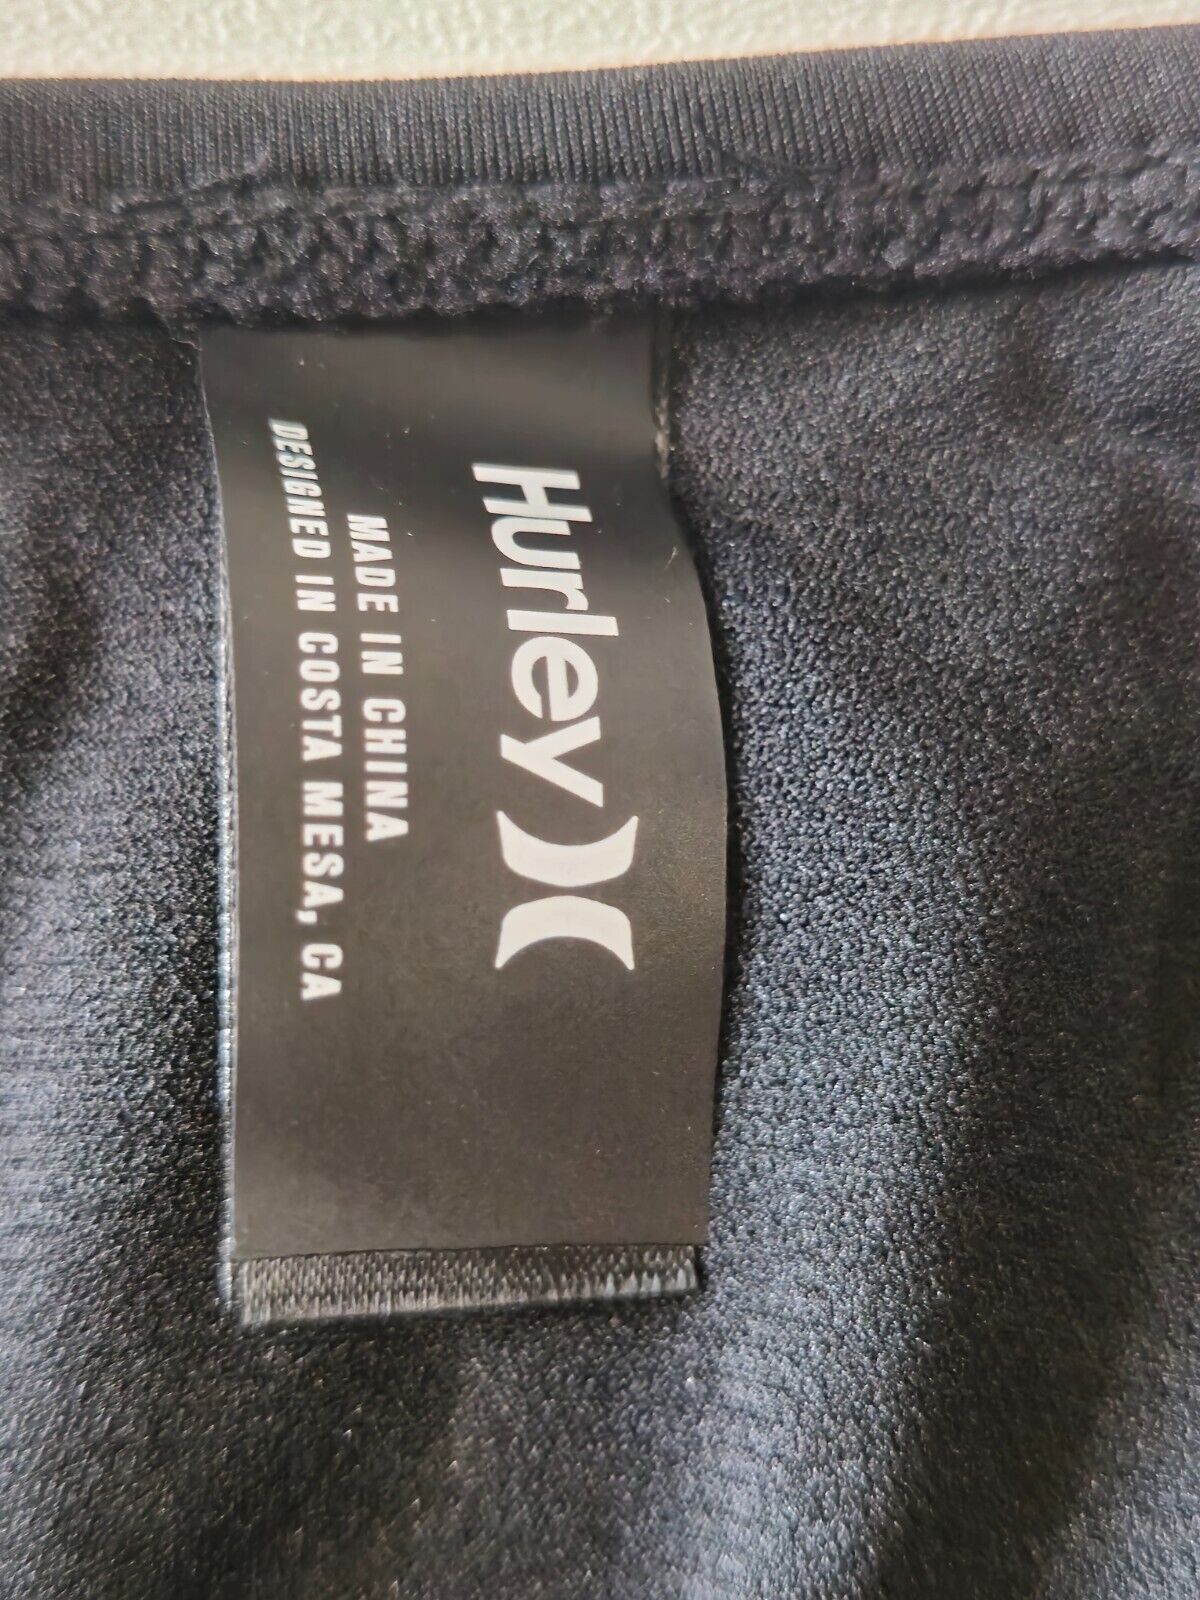 Hurley
MADE IN CHINA
DESIGNED IN COSTA MESA, CA